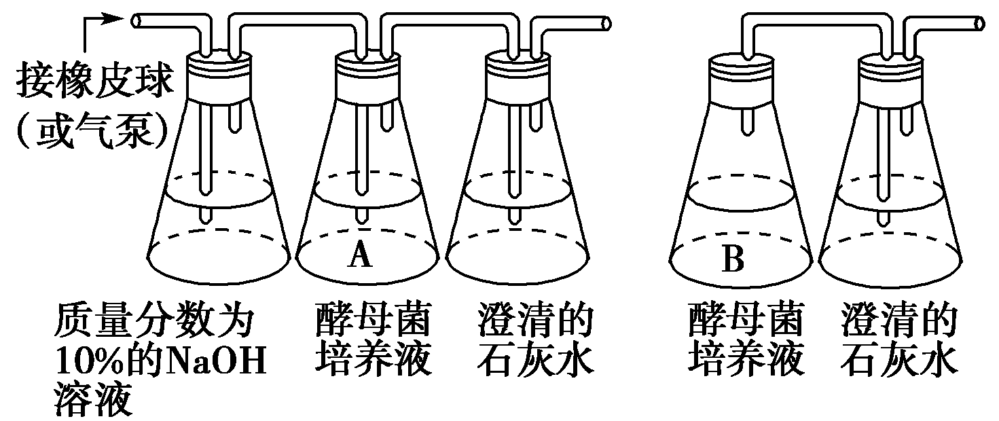 接橡皮球
(或气泵)
A
B
质量分数为
10%的NaOH
溶液
酵母菌
培养液
澄清的
石灰水
酵母菌
培养液
澄清的
石灰水